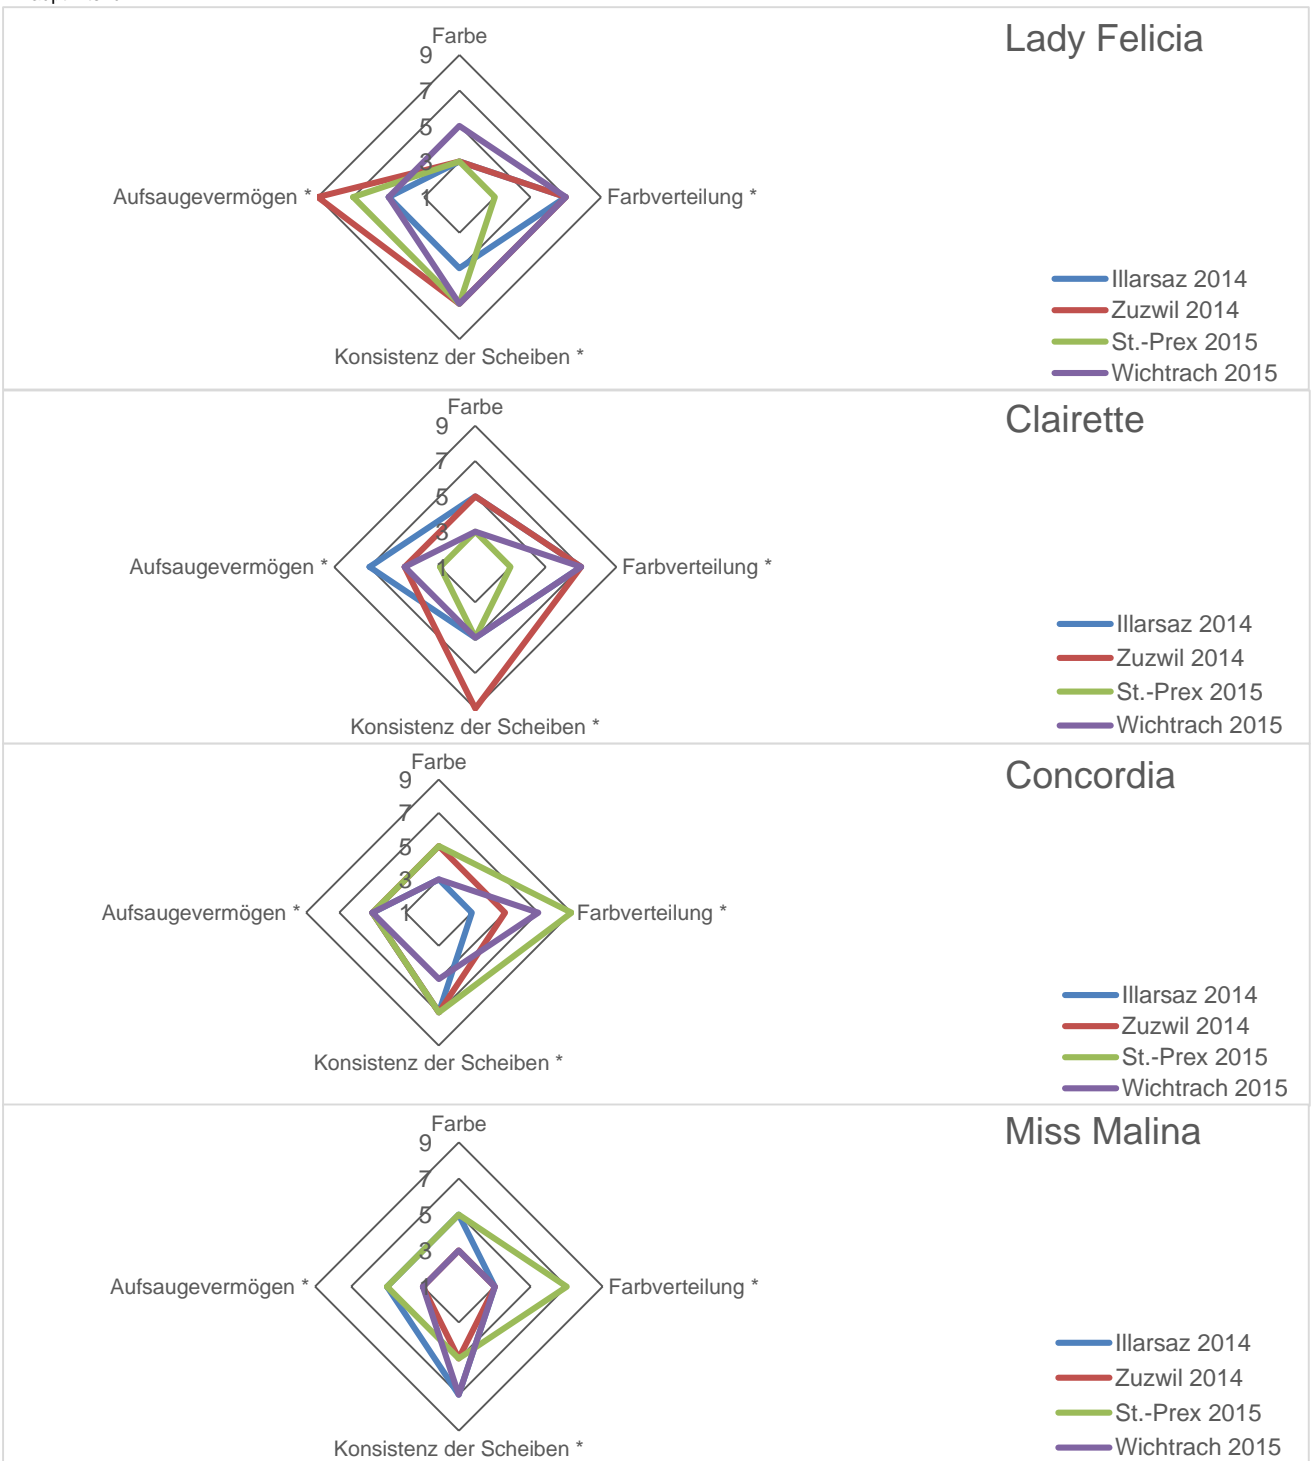 Farbe
Lady Felicia
9
7
5
3
1
Aufsaugevermögen *
Farbverteilung *
Konsistenz der Scheiben *
Illarsaz 2014
Zuzwil 2014
St.-Prex 2015
Wichtrach 2015
Farbe
Clairette
9
7
5
3
1
Aufsaugevermögen *
Farbverteilung *
Konsistenz der Scheiben *
Illarsaz 2014
Zuzwil 2014
St.-Prex 2015
Wichtrach 2015
Farbe
Concordia
9
7
5
3
1
Aufsaugevermögen *
Farbverteilung *
Konsistenz der Scheiben *
Illarsaz 2014
Zuzwil 2014
St.-Prex 2015
Wichtrach 2015
Farbe
Miss Malina
9
7
5
3
1
Aufsaugevermögen *
Farbverteilung *
Konsistenz der Scheiben *
Illarsaz 2014
Zuzwil 2014
St.-Prex 2015
Wichtrach 2015